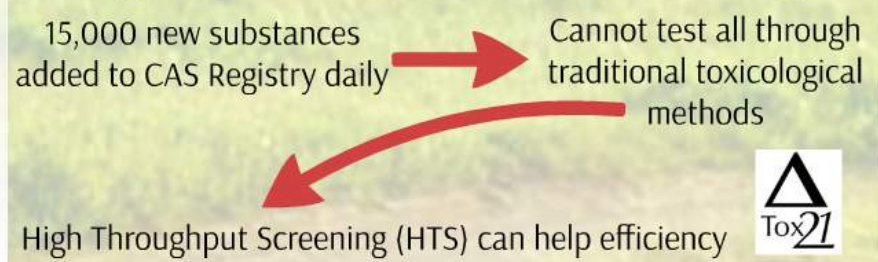 15,000 new substances
added to CAS Registry daily
Cannot test all through
traditional toxicological
methods
High Throughput Screening (HTS) can help efficiency
Tox21